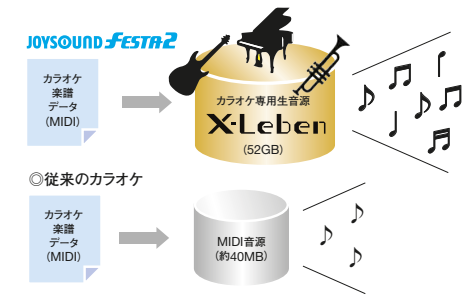 JOYSOUND FESTA2
カラオケ
楽譜
データ
(MIDI)
カラオケ専用生音源
X-Leben
(52GB)
◎従来のカラオケ
カラオケ
楽譜
データ
(MIDI)
MIDI音源
(約40MB)